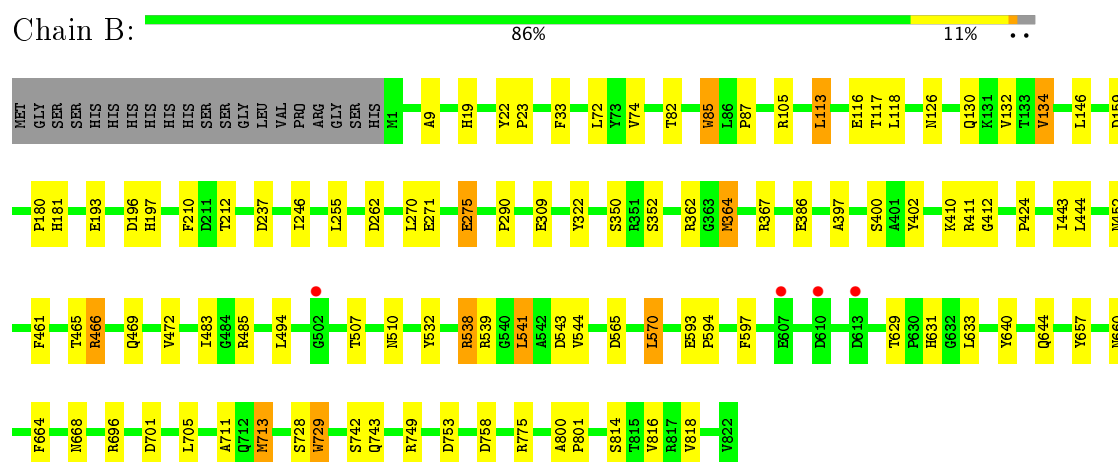 Chain B:
86% 11% • •
MET GLY SER SER HIS HIS HIS HIS HIS HIS SER SER GLY LEU VAL PRO ARG GLY SER HIS M1 A9 H19 Y22 P23 F33 L72 Y73 V74 T82 W85 L86 P87 R105 L113 E116 T117 L118 N126 Q130 K131 V132 T133 V134 L146 D159
P180 H181 E193 D196 H197 F210 D211 T212 D237 I246 L255 D262 L270 E271 E275 P290 E309 Y322 S350 R351 S352 R362 G363 M364 R367 E386 A397 S400 A401 Y402 K410 R411 G412 P424 I443 L444
F461 T465 R466 Q469 V472 I483 G484 R485 L494 G502 T507 N510 Y532 R538 R539 G540 L541 A542 D543 V544 D565 L570 E593 P594 F597 E607 D610 D613 T629 P630 H631 G632 L633 Y640 Q644 Y657
F664 N668 R696 D701 L705 A711 Q712 M713 S728 W729 S742 Q743 R749 D753 D758 R775 A800 P801 S814 T815 V816 R817 V818 V822